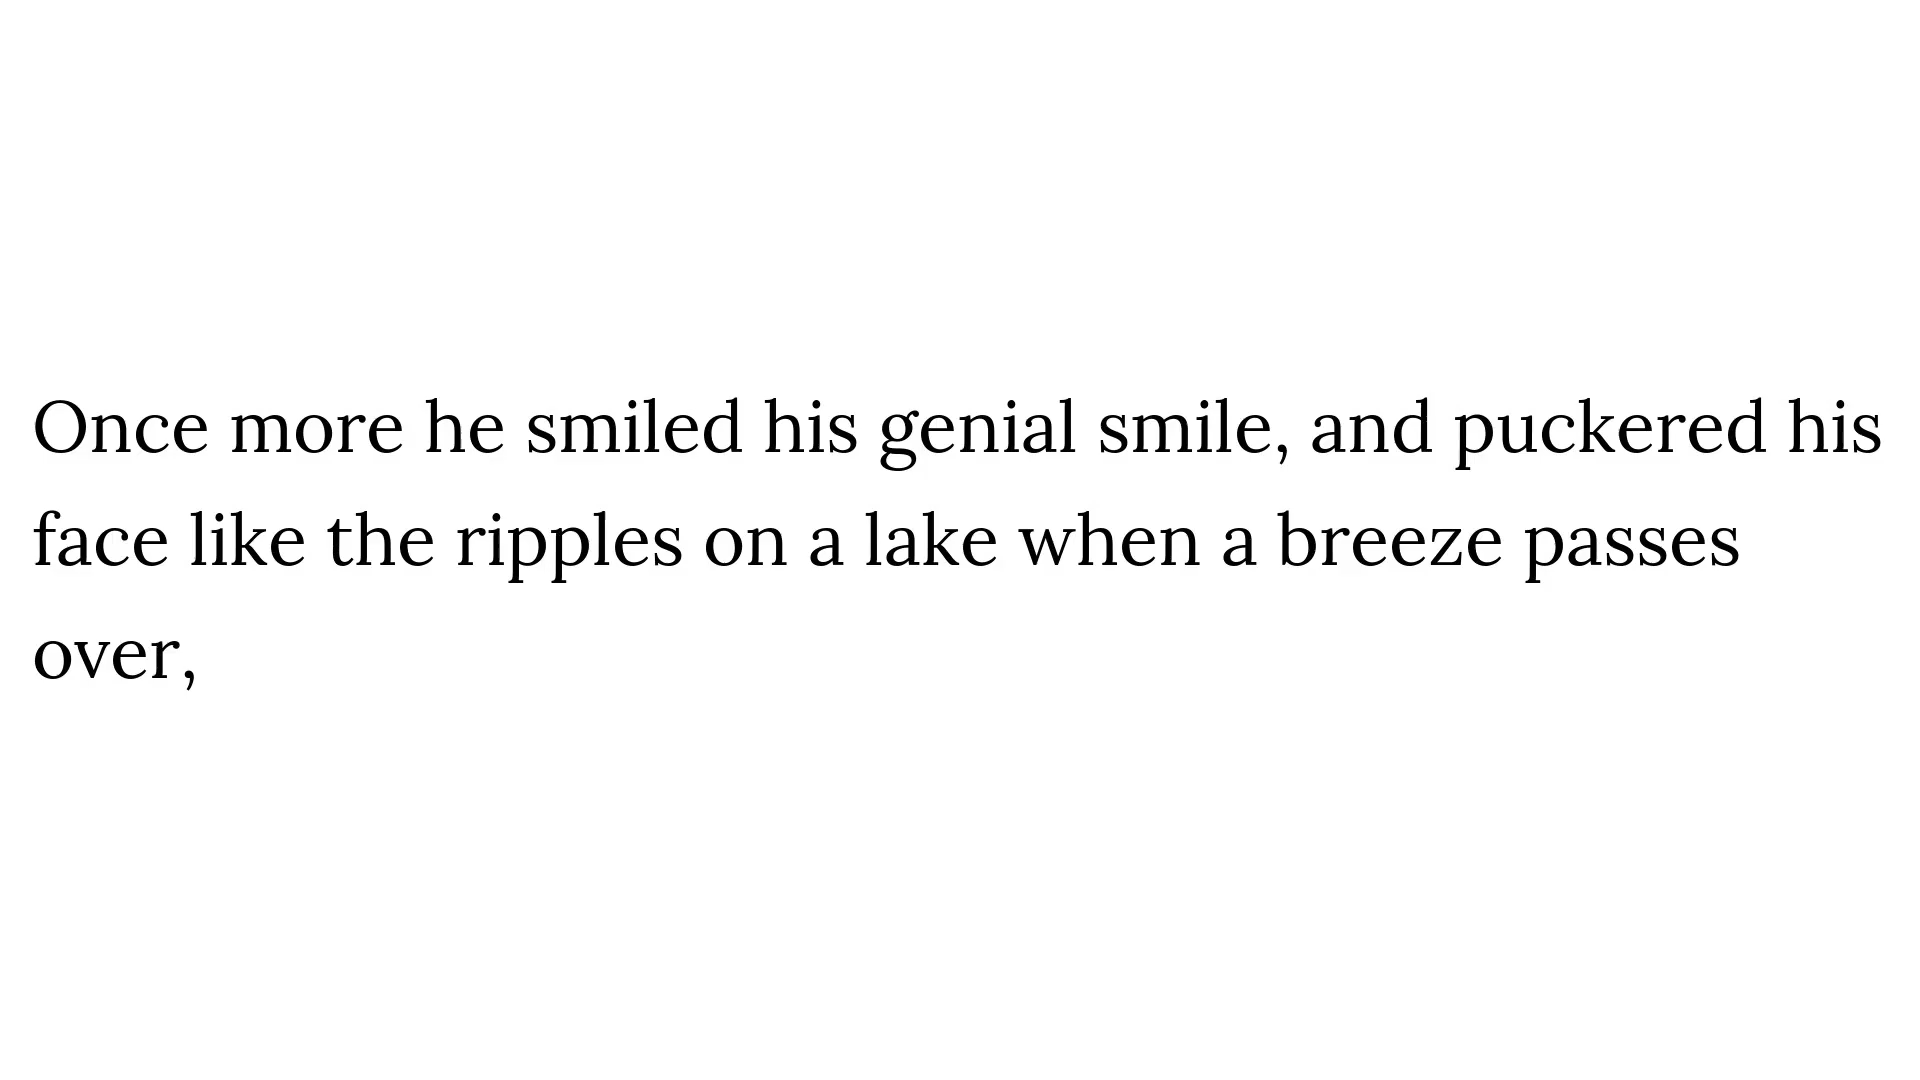 Once more he smiled his genial smile, and puckered his
face like the ripples on a lake when a breeze passes
over,